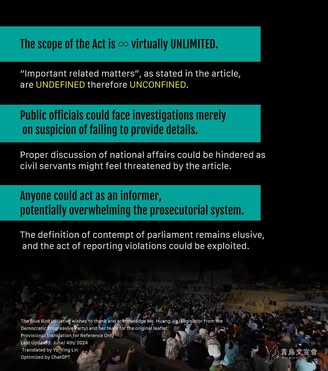 The scope of the Act is ∞ virtually UNLIMITED.
"Important related matters", as stated in the article,
are UNDEFINED therefore UNCONFINED.
Public officials could face investigations merely
on suspicion of failing to provide details.
Proper discussion of national affairs could be hindered as
civil servants might feel threatened by the article.
Anyone could act as an informer,
potentially overwhelming the prosecutorial system.
The definition of contempt of parliament remains elusive,
and the act of reporting violations could be exploited.
The Blue Bird Initiative wishes to thank and acknowledge Ms. Huang Jie (legislator from the
Democratic Progressive Party) and her team for the original leaflet.
Provisional Translation for Reference Only
Last Updated: June 4th, 2024
Translated by: Ying Lin
Optimized by ChatGPT
青鳥文宣會